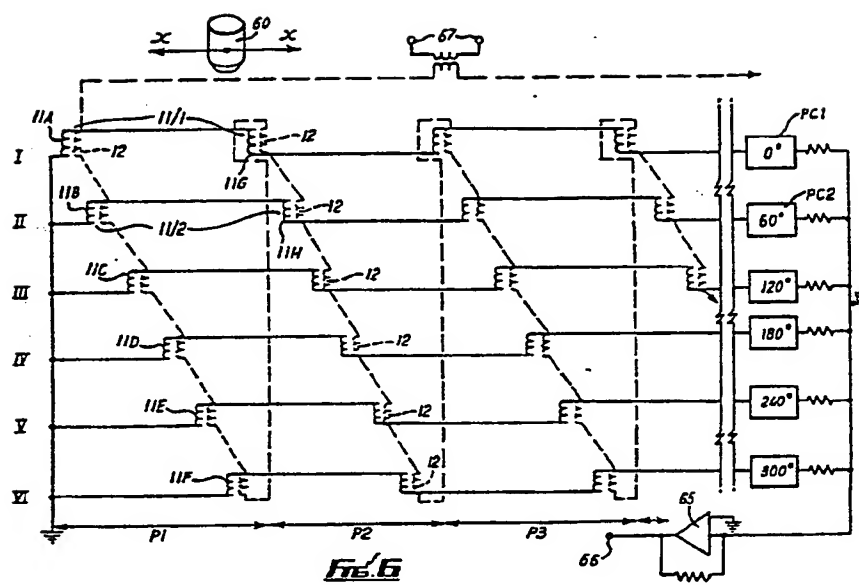 x 60 x 67
11A 11/1 12 12 PC1
I 11G 0°
11B PC2
II 11/2 12 11H 60°
11C
III 12 120°
11D 12 180°
IV
11E
V 12 240°
11F 12
VI 300°
P1 P2 P3 66 65
FIG. 6